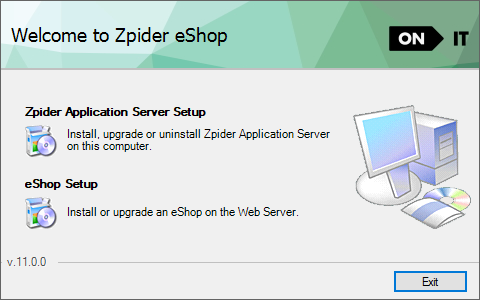 Welcome to Zpider eShop
ON IT
Zpider Application Server Setup
Install, upgrade or uninstall Zpider Application Server
on this computer.
eShop Setup
Install or upgrade an eShop on the Web Server.
v.11.0.0
Exit